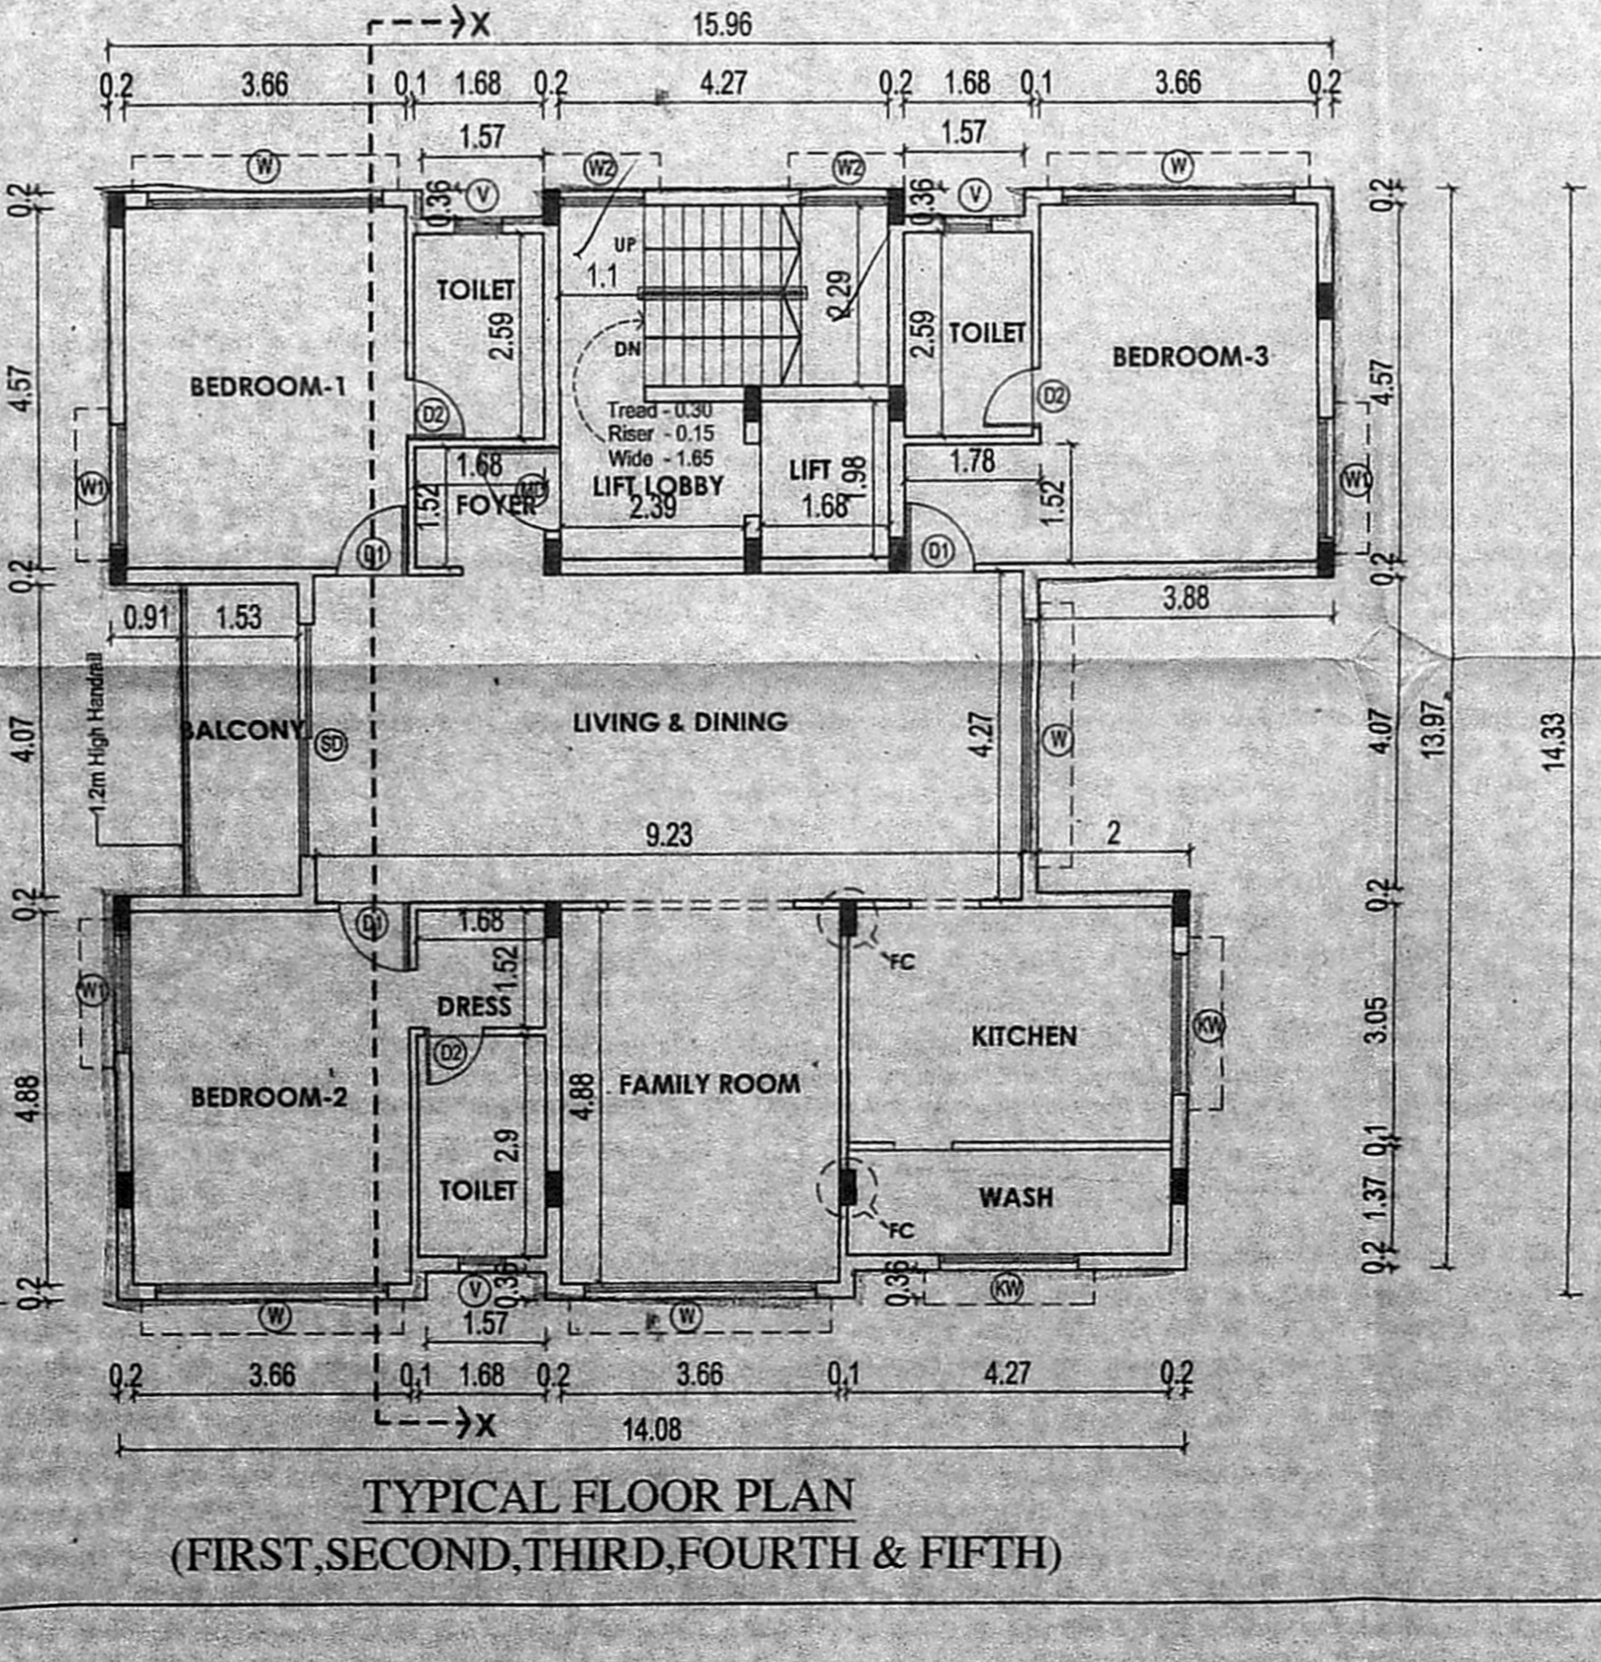 X
15.96
0.2 3.66 0.1 1.68 0.2 4.27 0.2 1.68 0.1 3.66 0.2
1.57 1.57
W W2 W2 W
0.2 0.36 V 0.36 V 0.2
UP
TOILET 1.1 2.29
2.59 2.59 TOILET
DN
BEDROOM-1 BEDROOM-3
4.57 4.57
D2 D2
Tread - 0.30
Riser - 0.15
Wide - 1.65
1.68 LIFT 1.98 1.78
W1 MD LIFT LOBBY W1
1.52 FOYER 2.39 1.68 1.52
D1 D1
0.2 0.2
0.91 1.53 3.88
1.2m High Handrail
BALCONY SD LIVING & DINING 4.27 W
4.07 4.07 13.97 14.33
9.23 2
0.2 0.2
D1 1.68
W1 1.52 FC
DRESS KITCHEN KW 3.05
D2
BEDROOM-2 4.88 FAMILY ROOM
4.88 2.9 0.1
TOILET WASH 1.37
FC
0.2 0.2
W V 0.36 W 0.36 KW
1.57
0.2 3.66 0.1 1.68 0.2 3.66 0.1 4.27 0.2
X
14.08
TYPICAL FLOOR PLAN
(FIRST,SECOND,THIRD,FOURTH & FIFTH)